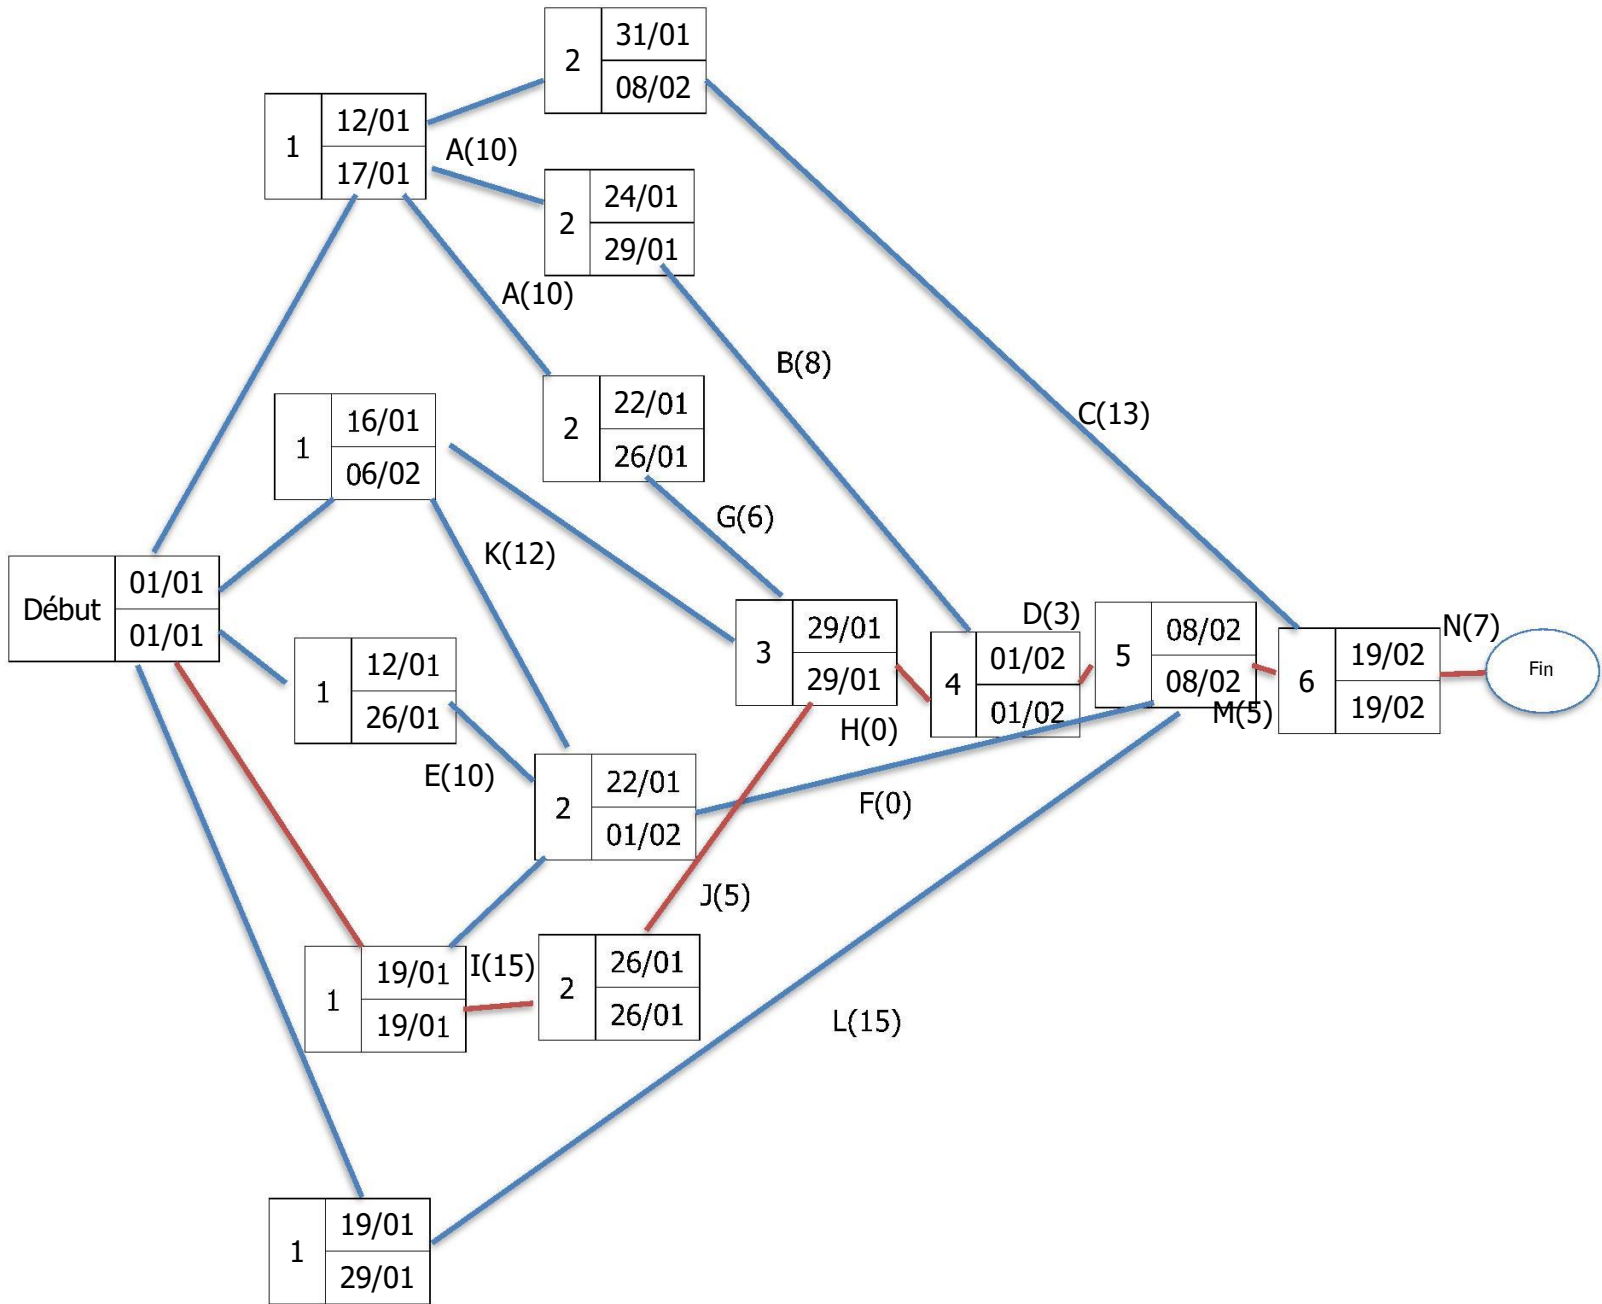 2
31/01
08/02
1
12/01
17/01
A(10)
2
24/01
29/01
A(10)
B(8)
2
22/01
26/01
C(13)
1
16/01
06/02
G(6)
K(12)
Début
01/01
01/01
3
29/01
29/01
H(0)
4
01/02
01/02
D(3)
5
08/02
08/02
M(5)
6
19/02
19/02
N(7)
Fin
1
12/01
26/01
E(10)
2
22/01
01/02
F(0)
J(5)
1
19/01
19/01
I(15)
2
26/01
26/01
L(15)
1
19/01
29/01